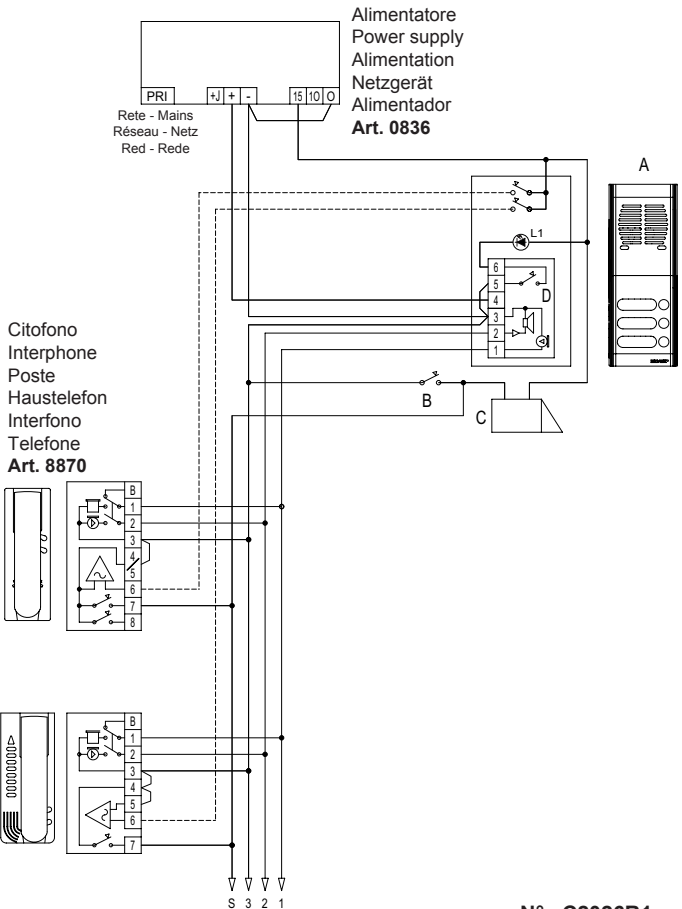 Alimentatore
Power supply
Alimentation
Netzgerät
Alimentador
Art. 0836
PRI
+J + -
15 10 O
Rete - Mains
Réseau - Netz
Red - Rede
A
L1
6
5
4
3
2
1
D
B
C
Citofono
Interphone
Poste
Haustelefon
Interfono
Telefone
Art. 8870
B
1
2
3
4
5
6
7
8
B
1
2
3
4
5
6
7
S 3 2 1